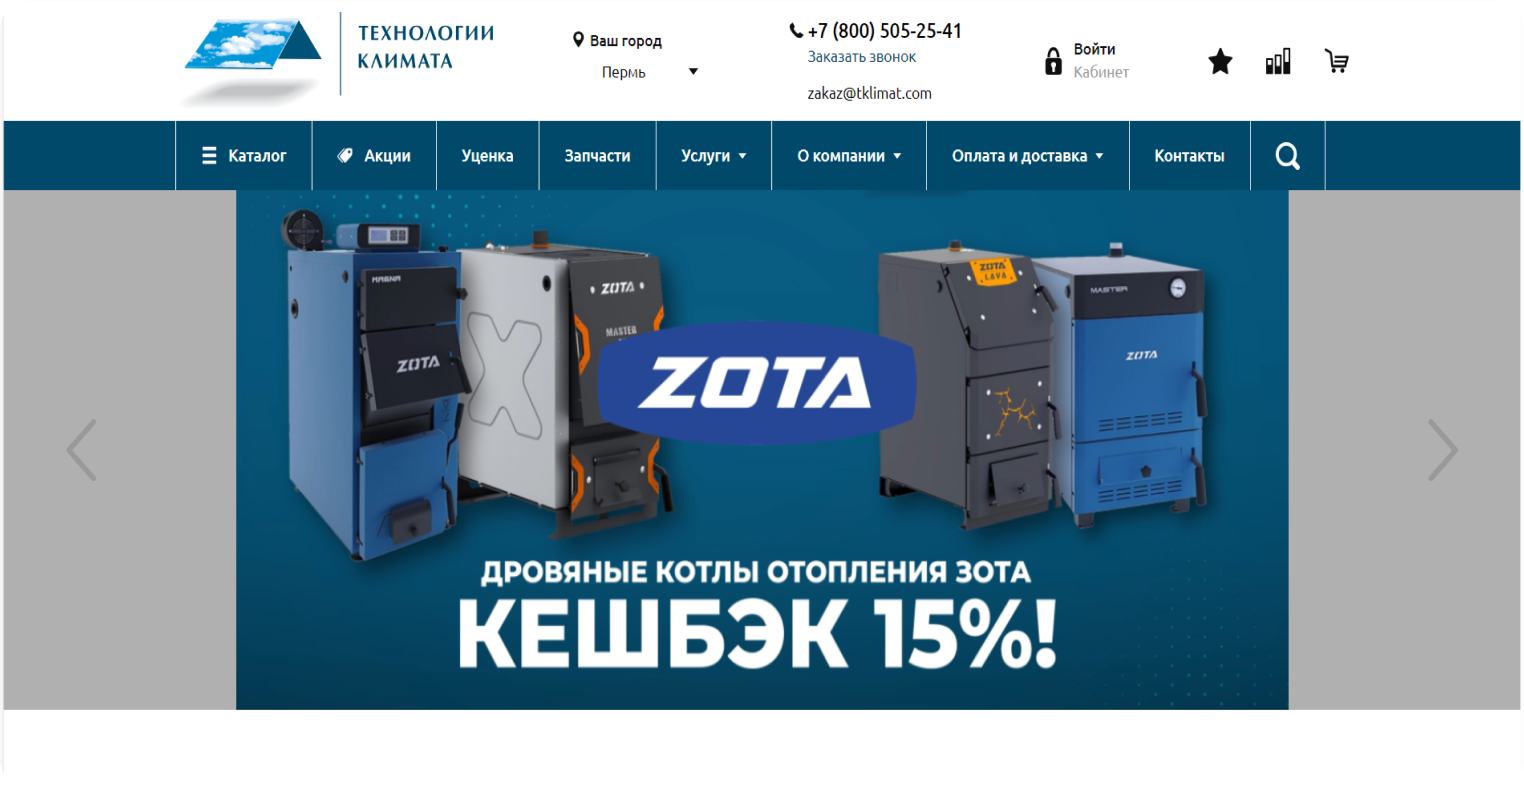 ТЕХНОЛОГИИ
КЛИМАТА
Ваш город
Пермь
+7 (800) 505-25-41
Заказать звонок
zakaz@tklimat.com
Войти
Кабинет
Каталог
Акции
Уценка
Запчасти
Услуги
О компании
Оплата и доставка
Контакты
MAGNA
ZOTA
ZOTA
MASTER
ZOTA
LAVA
MASTER
ZOTA
ZOTA
ДРОВЯНЫЕ КОТЛЫ ОТОПЛЕНИЯ ЗОТА
КЕШБЭК 15%!